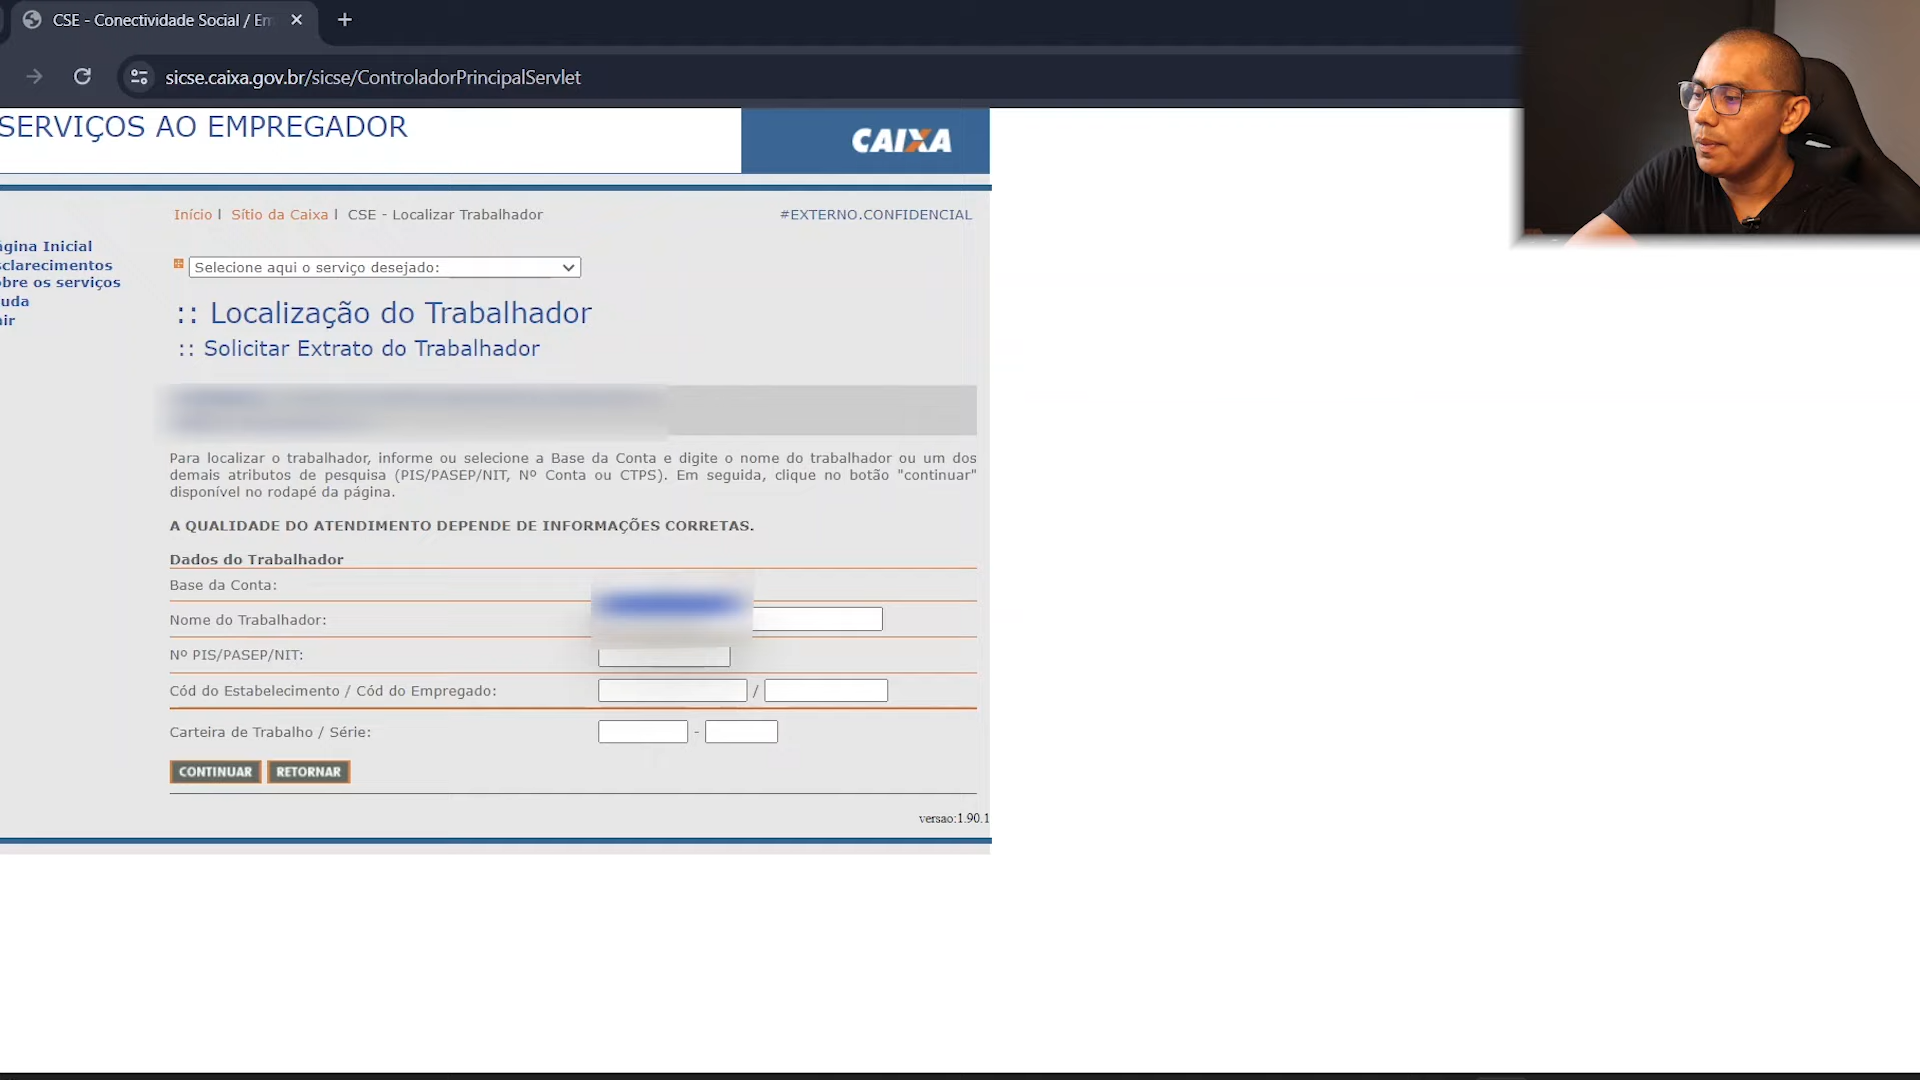 CSE - Conectividade Social / Em
sicse.caixa.gov.br/sicse/ControladorPrincipalServlet
SERVIÇOS AO EMPREGADOR
CAIXA
Início | Sítio da Caixa | CSE - Localizar Trabalhador
#EXTERNO.CONFIDENCIAL
ágina Inicial
sclarecimentos
obre os serviços
uda
air
Selecione aqui o serviço desejado:
:: Localização do Trabalhador
:: Solicitar Extrato do Trabalhador
Para localizar o trabalhador, informe ou selecione a Base da Conta e digite o nome do trabalhador ou um dos
demais atributos de pesquisa (PIS/PASEP/NIT, Nº Conta ou CTPS). Em seguida, clique no botão "continuar"
disponível no rodapé da página.
A QUALIDADE DO ATENDIMENTO DEPENDE DE INFORMAÇÕES CORRETAS.
Dados do Trabalhador
Base da Conta:
Nome do Trabalhador:
Nº PIS/PASEP/NIT:
Cód do Estabelecimento / Cód do Empregado:
/
Carteira de Trabalho / Série:
-
CONTINUAR RETORNAR
versao:1.90.1